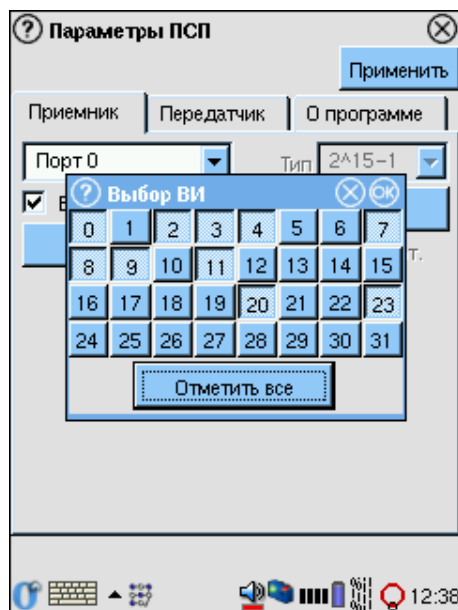 Параметры ПСП
Применить
Приемник Передатчик О программе
Порт 0 Тип 2^15-1
Выбор ВИ OK
0 1 2 3 4 5 6 7
т.
8 9 10 11 12 13 14 15
16 17 18 19 20 21 22 23
24 25 26 27 28 29 30 31
Отметить все
12:38